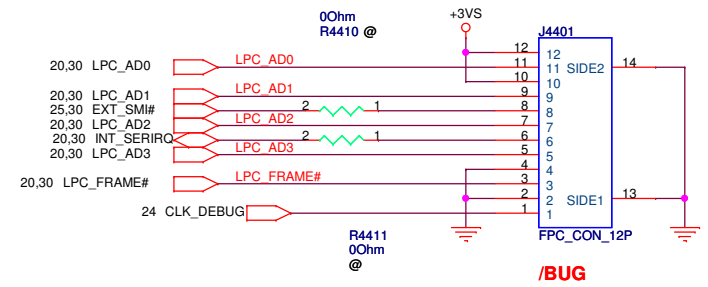 0Ohm
R4410 @
+3VS
J4401
20,30 LPC_AD0 LPC_AD0 12 12
11 11 SIDE2 14
10 10
20,30 LPC_AD1 LPC_AD1 9 9
25,30 EXT_SMI# 2 1 8 8
20,30 LPC_AD2 LPC_AD2 7 7
20,30 INT_SERIRQ 2 1 6 6
20,30 LPC_AD3 LPC_AD3 5 5
4 4
20,30 LPC_FRAME# LPC_FRAME# 3 3
2 2 SIDE1 13
24 CLK_DEBUG 1 1
R4411
0Ohm
@
FPC_CON_12P
/BUG